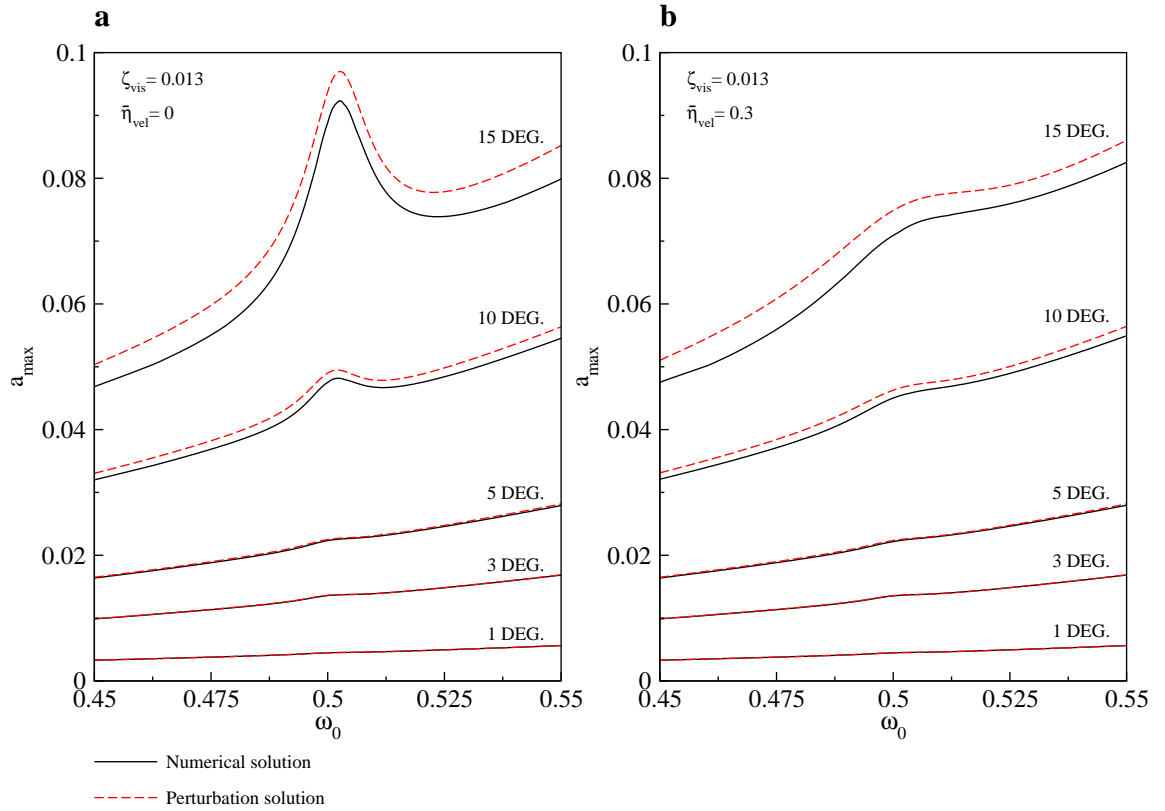 a
0.1
ζvis= 0.013
η̄vel= 0
15 DEG.
0.08
0.06
10 DEG.
amax
0.04
5 DEG.
0.02
3 DEG.
1 DEG.
0
0.45
0.475
0.5
0.525
0.55
ω0
b
0.1
ζvis= 0.013
η̄vel= 0.3
15 DEG.
0.08
0.06
10 DEG.
amax
0.04
5 DEG.
0.02
3 DEG.
1 DEG.
0
0.45
0.475
0.5
0.525
0.55
ω0
Numerical solution
Perturbation solution